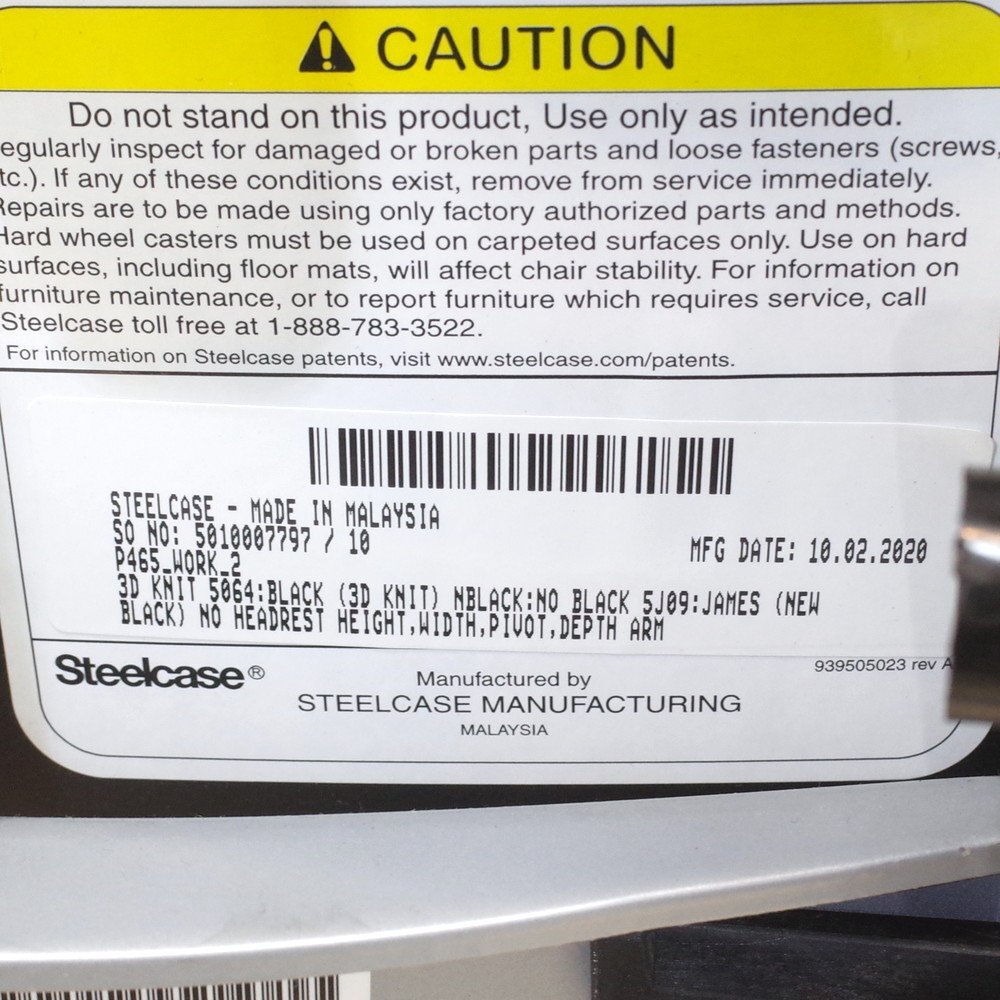 CAUTION
Do not stand on this product, Use only as intended.
egularly inspect for damaged or broken parts and loose fasteners (screws,
tc.). If any of these conditions exist, remove from service immediately.
Repairs are to be made using only factory authorized parts and methods.
Hard wheel casters must be used on carpeted surfaces only. Use on hard
surfaces, including floor mats, will affect chair stability. For information on
furniture maintenance, or to report furniture which requires service, call
Steelcase toll free at 1-888-783-3522.
For information on Steelcase patents, visit www.steelcase.com/patents.
STEELCASE - MADE IN MALAYSIA
SO NO: 5010007797 / 10
MFG DATE: 10.02.2020
P465_WORK_2
3D KNIT 5064:BLACK (3D KNIT) NBLACK:NO BLACK 5J09:JAMES (NEW
BLACK) NO HEADREST HEIGHT,WIDTH,PIVOT,DEPTH ARM
939505023 rev A
Steelcase®
Manufactured by
STEELCASE MANUFACTURING
MALAYSIA